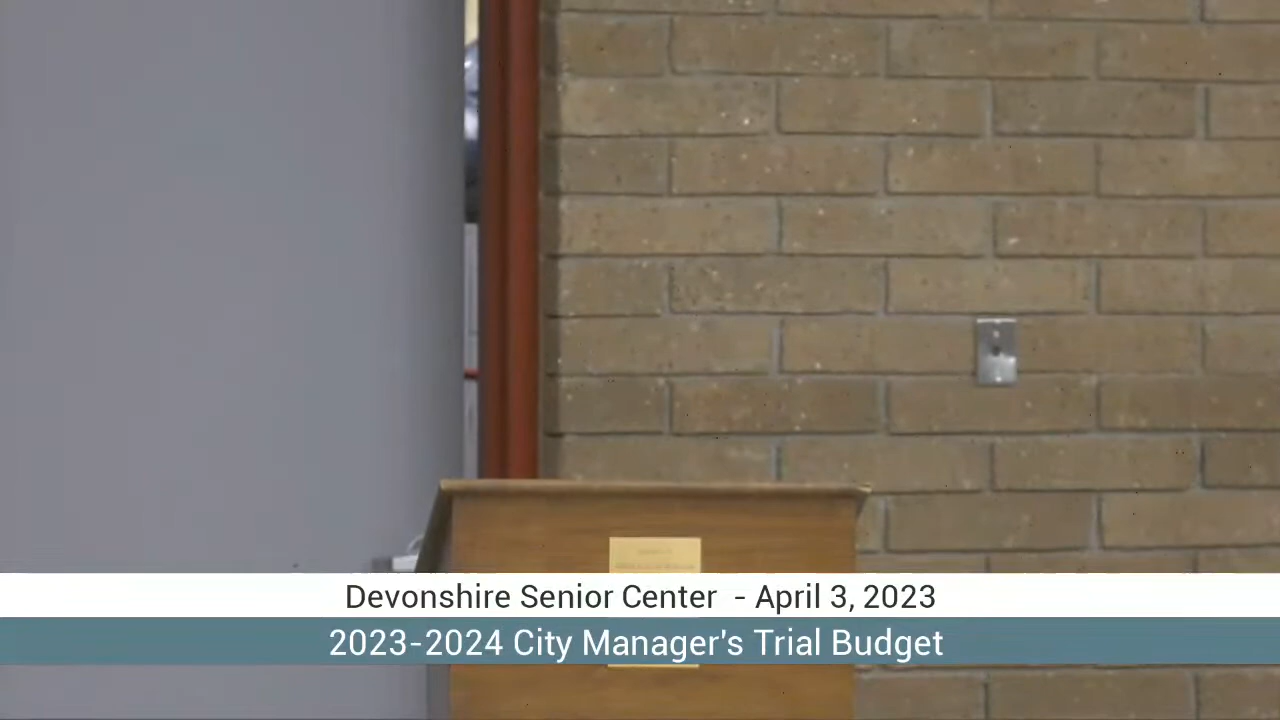 Devonshire Senior Center - April 3, 2023
2023-2024 City Manager's Trial Budget